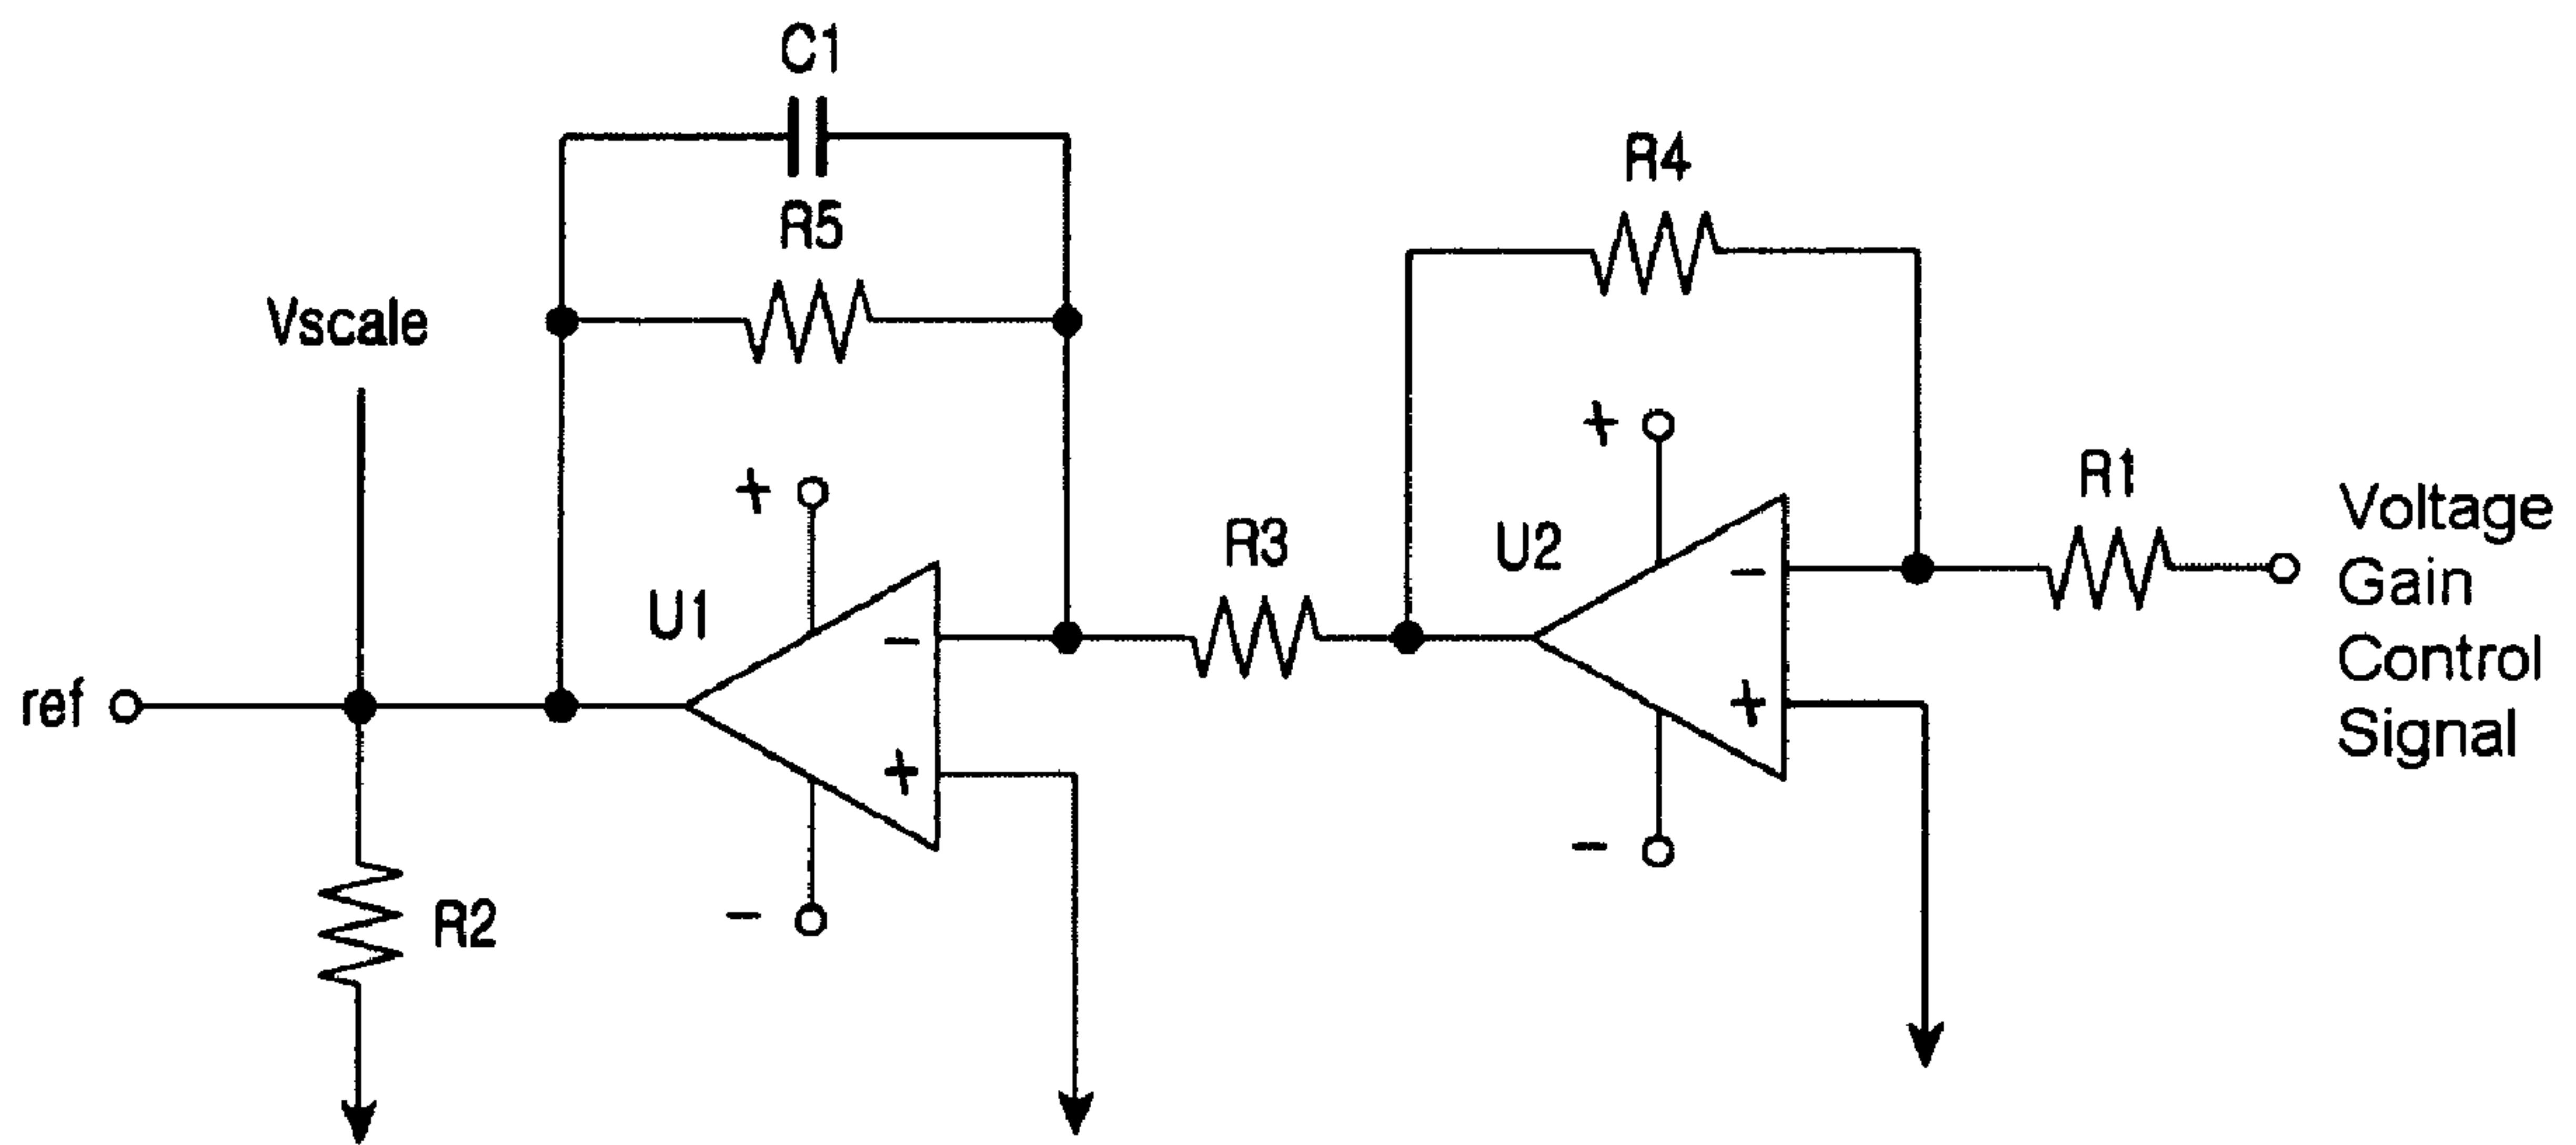 C1
R5
R4
Vscale
+
+
R1
Voltage
Gain
Control
Signal
U1
R3
U2
-
-
ref
+
+
R2
-
-